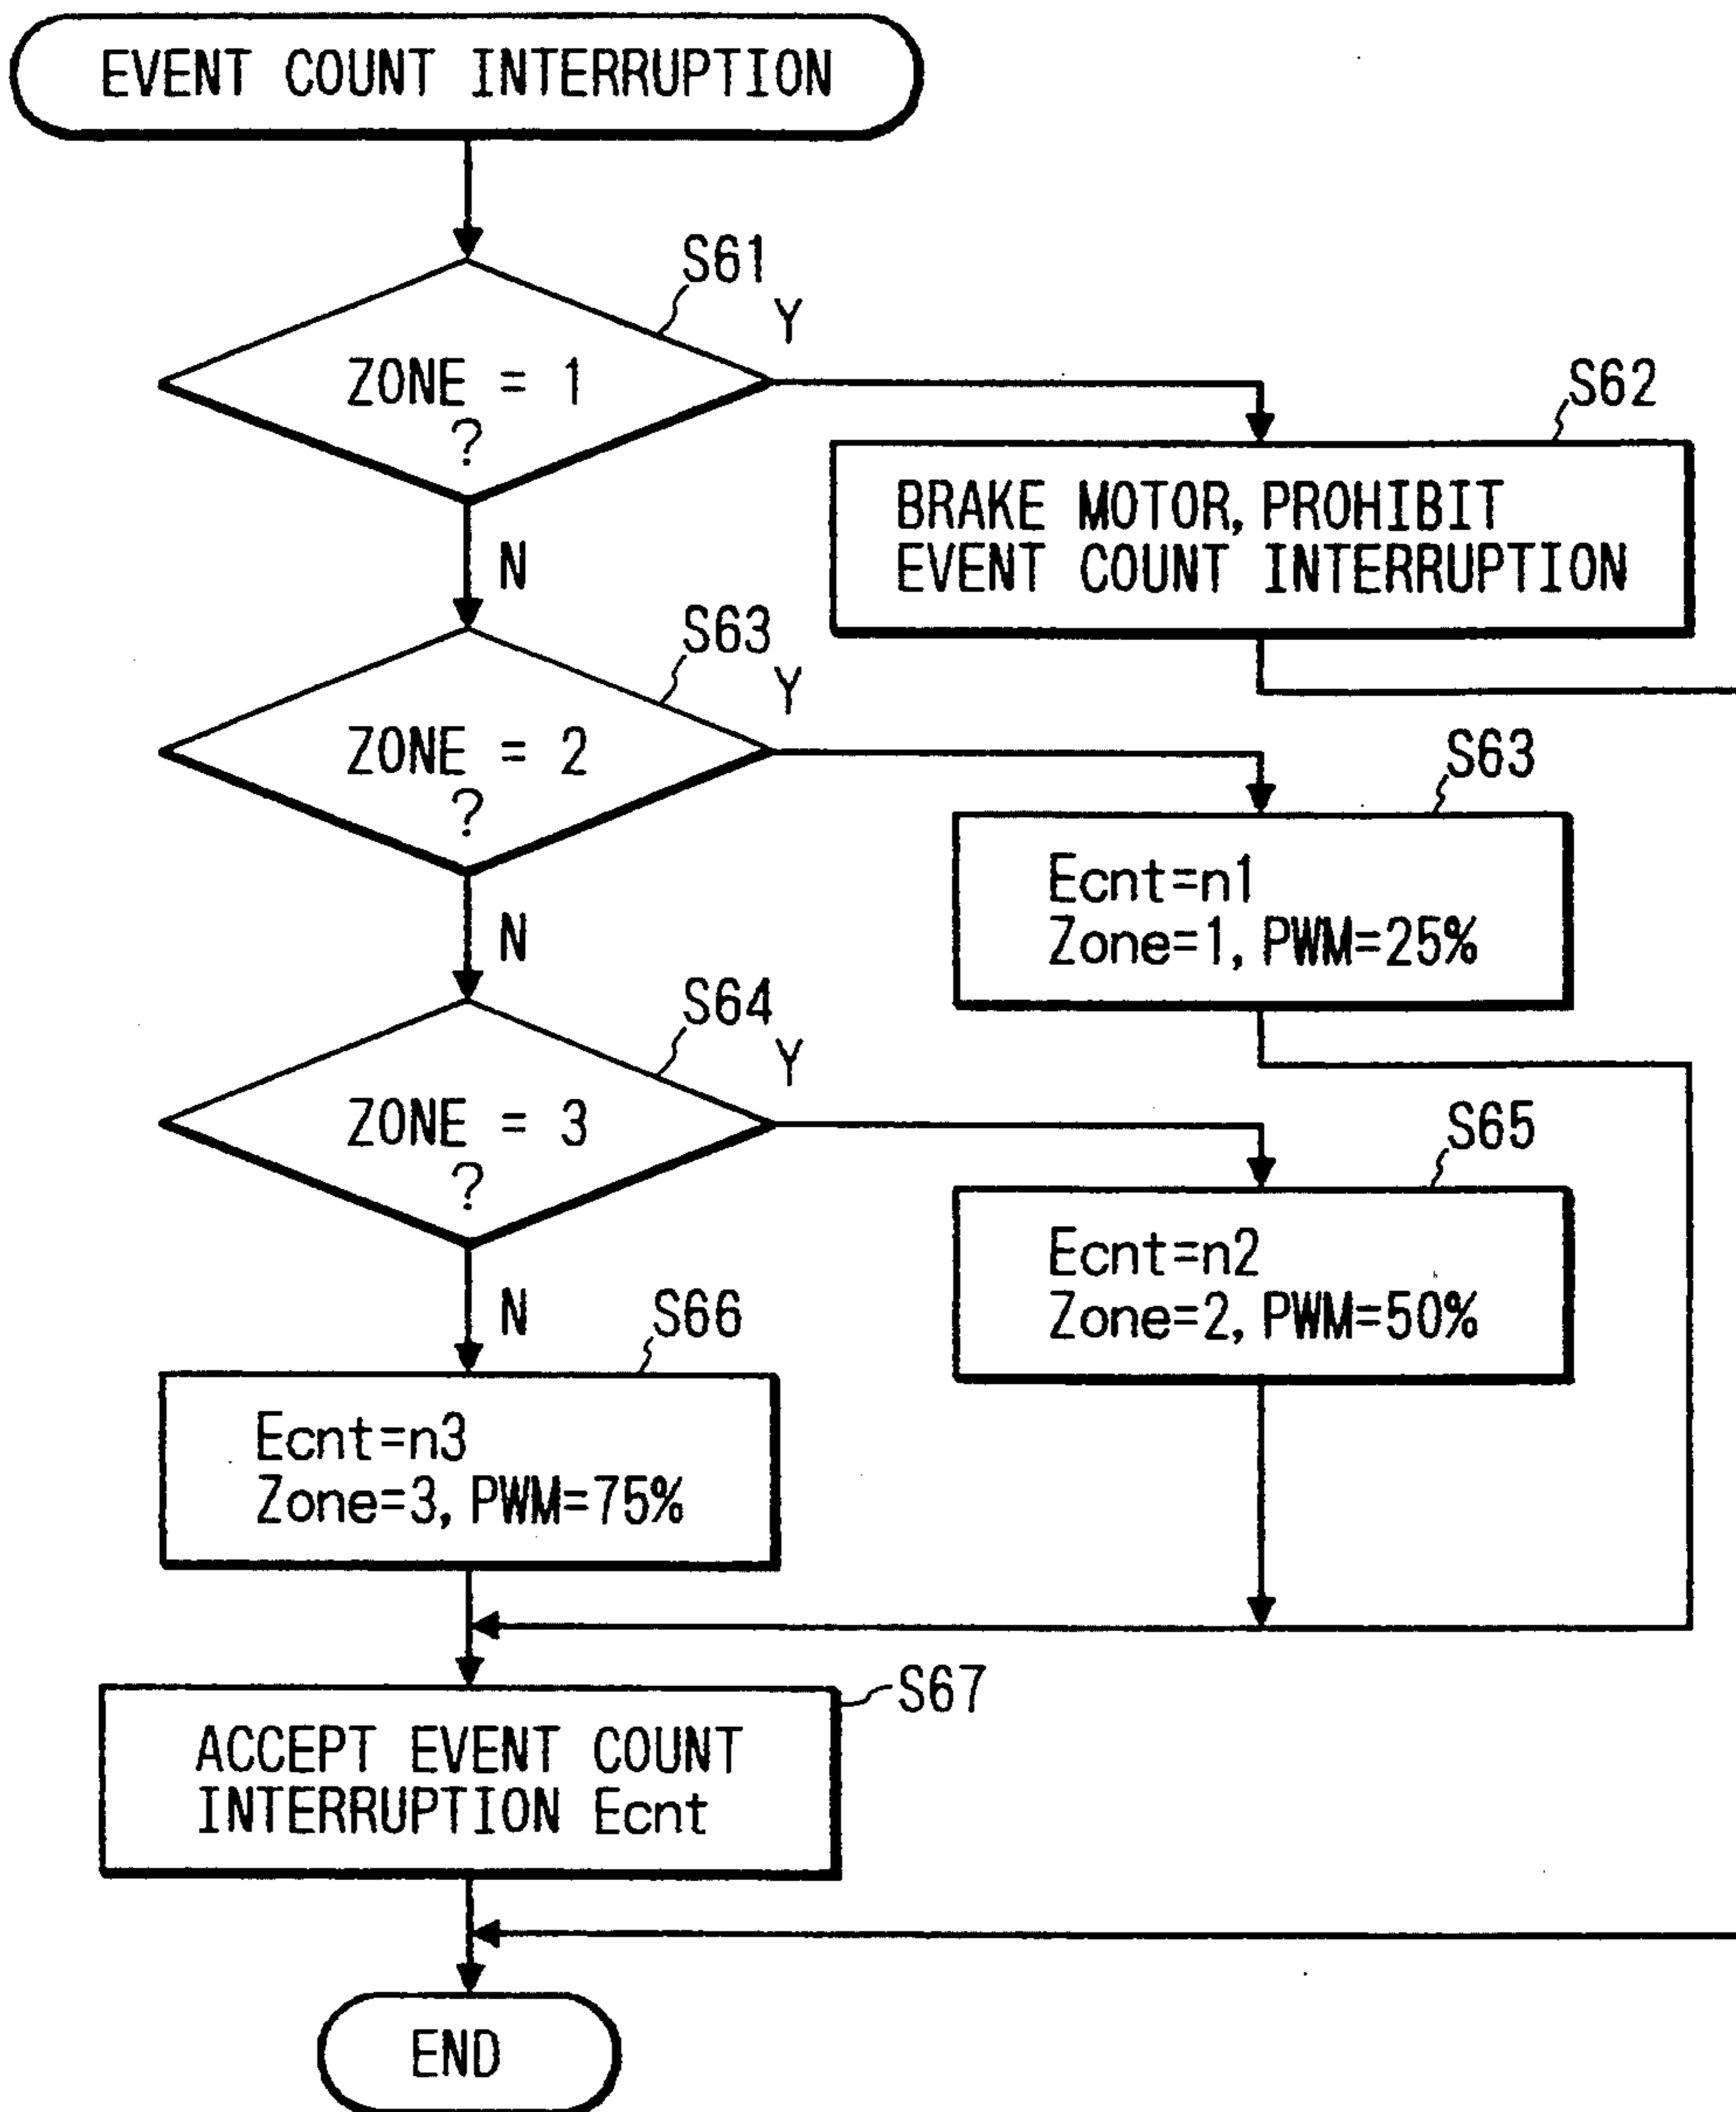 EVENT COUNT INTERRUPTION
S61
Y
ZONE = 1
?
N
S62
BRAKE MOTOR, PROHIBIT
EVENT COUNT INTERRUPTION
S63
Y
ZONE = 2
?
N
S63
Ecnt=n1
Zone=1, PWM=25%
S64
Y
ZONE = 3
?
N
S65
Ecnt=n2
Zone=2, PWM=50%
S66
Ecnt=n3
Zone=3, PWM=75%
S67
ACCEPT EVENT COUNT
INTERRUPTION Ecnt
END